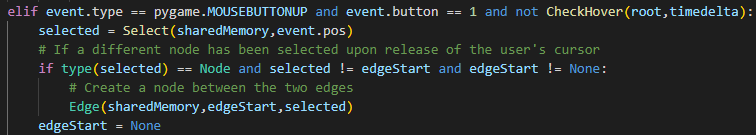 elif event.type == pygame.MOUSEBUTTONUP and event.button == 1 and not CheckHover(root,timedelta):
    selected = Select(sharedMemory,event.pos)
    # If a different node has been selected upon release of the user's cursor
    if type(selected) == Node and selected != edgeStart and edgeStart != None:
        # Create a node between the two edges
        Edge(sharedMemory,edgeStart,selected)
    edgeStart = None